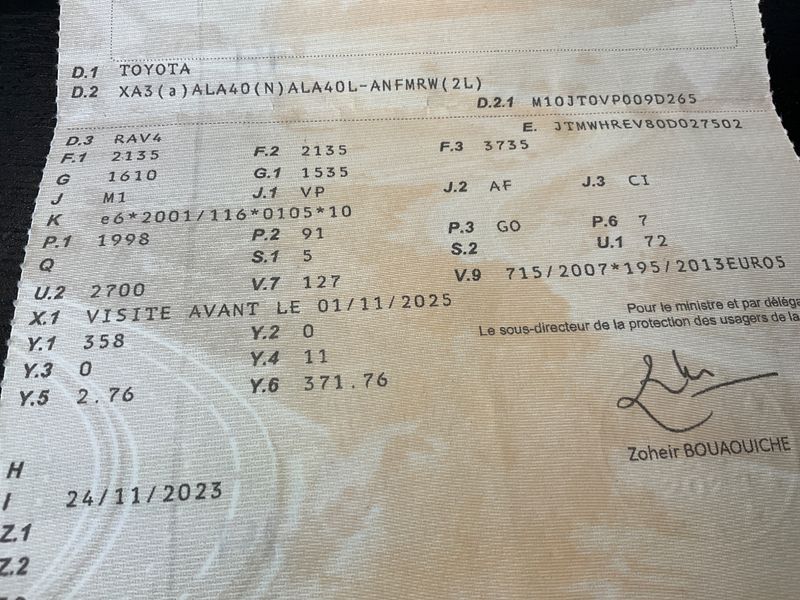 D.1 TOYOTA
D.2 XA3(a)ALA40(N)ALA40L-ANFMRW(2L)
D.2.1 M10JTOVP009D265
D.3 RAV4 E. JTMWHREV80D027502
F.1 2135 F.2 2135 F.3 3735
G 1610 G.1 1535
J M1 J.1 VP J.2 AF J.3 CI
K e6*2001/116*0105*10
P.1 1998 P.2 91 P.3 GO P.6 7
Q S.1 5 S.2 U.1 72
U.2 2700 V.7 127 V.9 715/2007*195/2013EURO5
X.1 VISITE AVANT LE 01/11/2025
Pour le ministre et par
Y.1 358 Y.2 0
Le sous-directeur de la protection des usagers de la
Y.3 0 Y.4 11
Y.5 2.76 Y.6 371.76
Zoheir BOUAOUICHE
H
I 24/11/2023
Z.1
Z.2